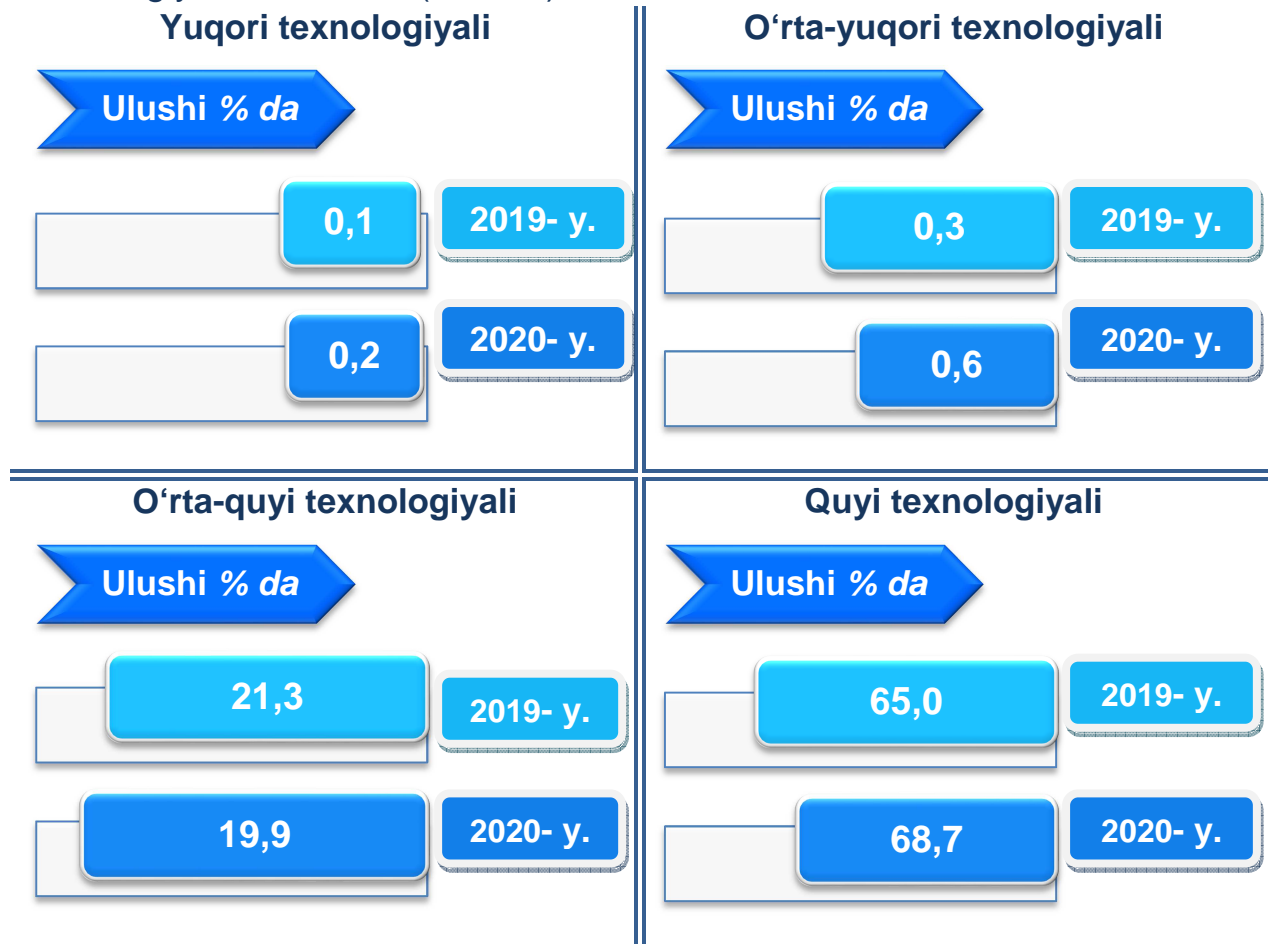 Yuqori texnologiyali
Ulushi % da
0,1
2019- y.
0,2
2020- y.
O‘rta-yuqori texnologiyali
Ulushi % da
0,3
2019- y.
0,6
2020- y.
O‘rta-quyi texnologiyali
Ulushi % da
21,3
2019- y.
19,9
2020- y.
Quyi texnologiyali
Ulushi % da
65,0
2019- y.
68,7
2020- y.